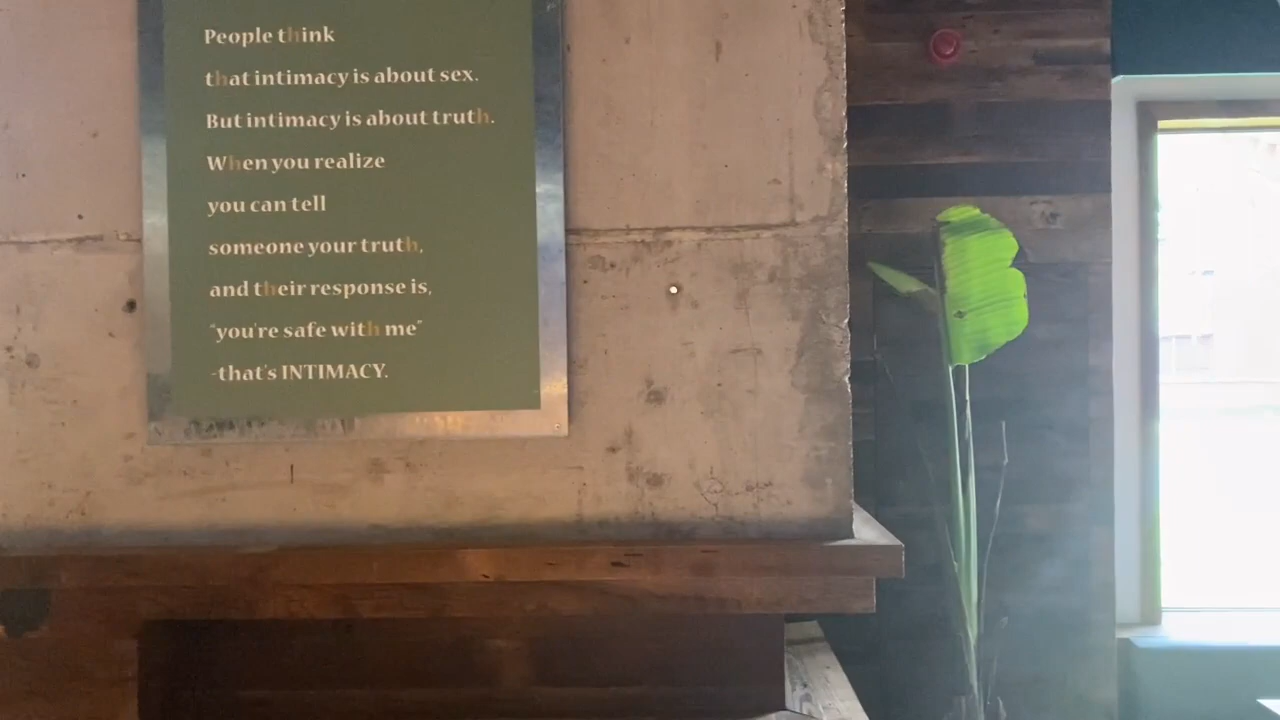 People think
that intimacy is about sex.
But intimacy is about truth.
When you realize
you can tell
someone your truth,
and their response is,
"you're safe with me"
-that's INTIMACY.